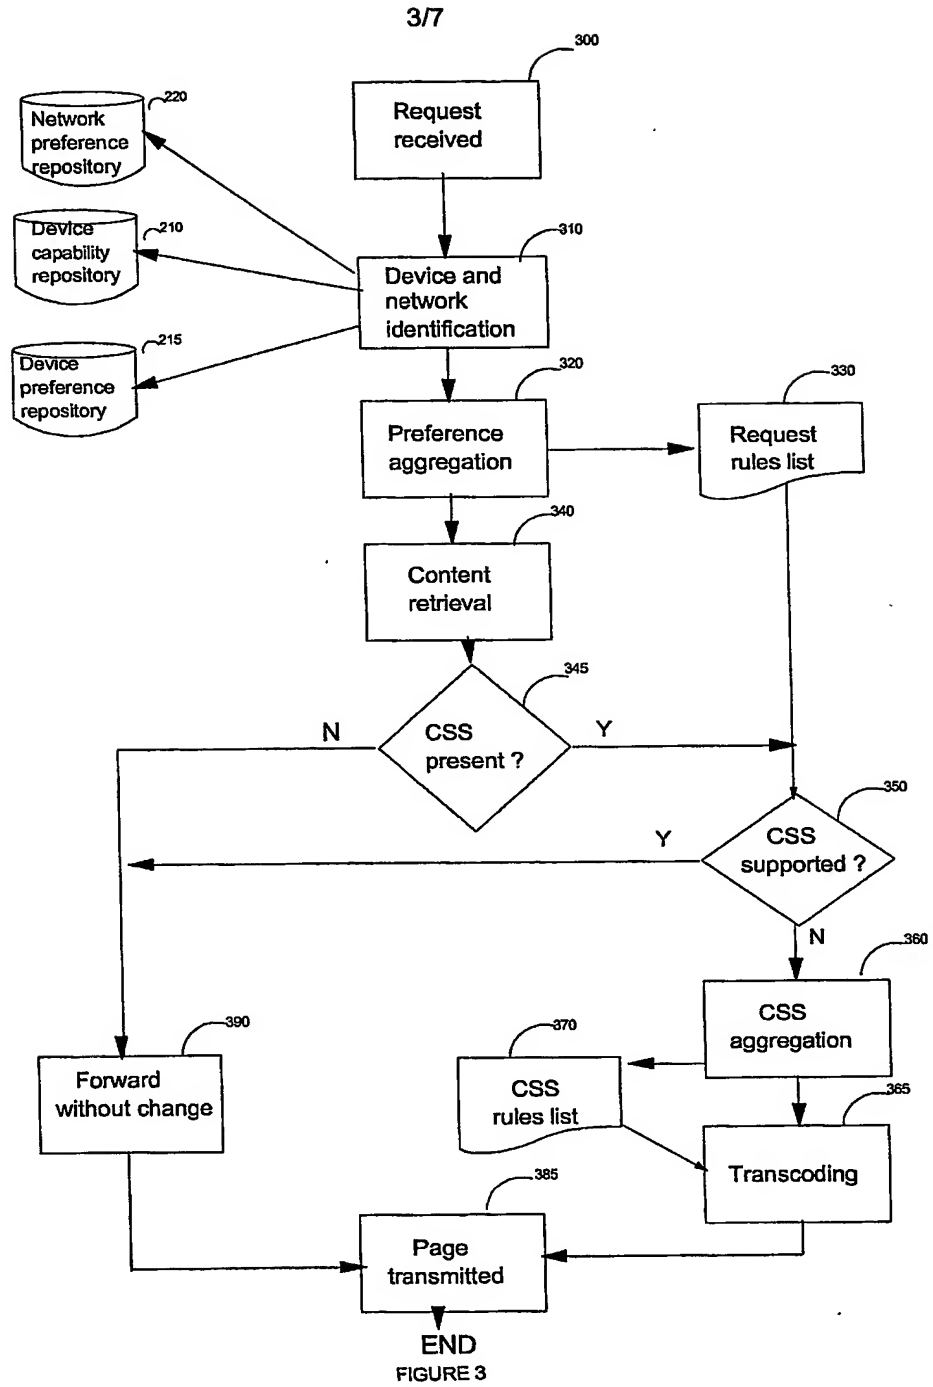 3/7
300
Request
received
220
Network
preference
repository
210
Device
capability
repository
310
Device and
network
identification
215
Device
preference
repository
320
Preference
aggregation
330
Request
rules list
340
Content
retrieval
345
CSS
present ?
N
Y
350
CSS
supported ?
Y
N
360
CSS
aggregation
390
Forward
without change
370
CSS
rules list
365
Transcoding
385
Page
transmitted
END
FIGURE 3